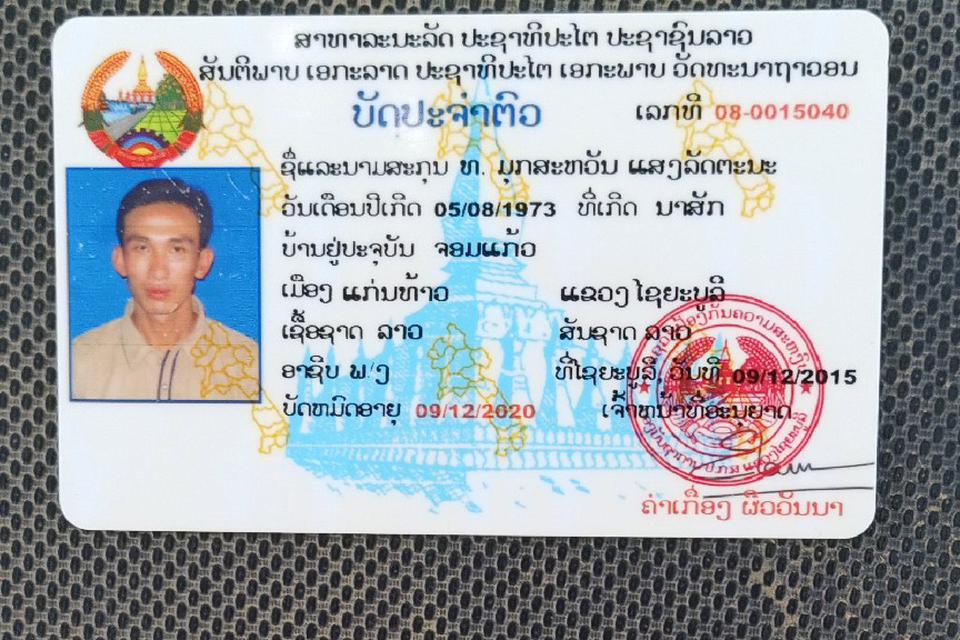 ສາທາລະນະລັດ ປະຊາທິປະໄຕ ປະຊາຊົນລາວ
ສັນຕິພາບ ເອກະລາດ ປະຊາທິປະໄຕ ເອກະພາບ ວັດທະນາຖາວອນ
ບັດປະຈຳຕົວ ເລກທີ 08-0015040
ຊື່ແລະນາມສະກຸນ ທ. ມຸກສະຫວັນ ແສງລັດຕະນະ
ວັນເດືອນປີເກີດ 05/08/1973 ທີ່ເກີດ ນາສັກ
ບ້ານຢູ່ປະຈຸບັນ ຈອມແກ້ວ
ເມືອງ ແກ່ນທ້າວ ແຂວງ ໄຊຍະບູລີ
ເຊື້ອຊາດ ລາວ ສັນຊາດ ລາວ
ອາຊີບ ພ/ງ ທີ່ໄຊຍະບູລີ, ວັນທີ 09/12/2015
ບັດຫມົດອາຍຸ 09/12/2020 ເຈົ້າຫນ້າທີ່ອະນຸຍາດ
ຄຳເກື່ອງ ຜິວວັນນາ